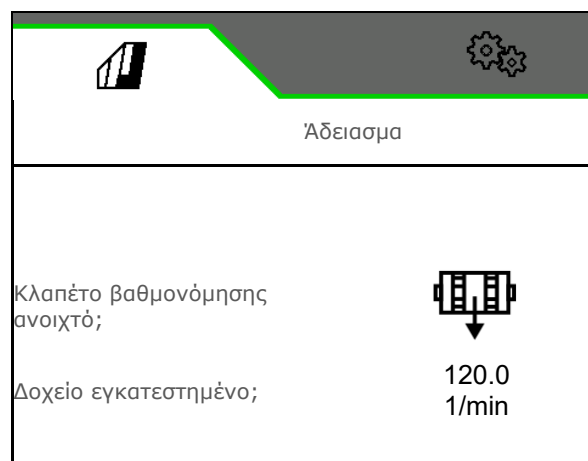 Άδειασμα
Κλαπέτο βαθμονόμησης
ανοιχτό;
Δοχείο εγκατεστημένο;
120.0
1/min